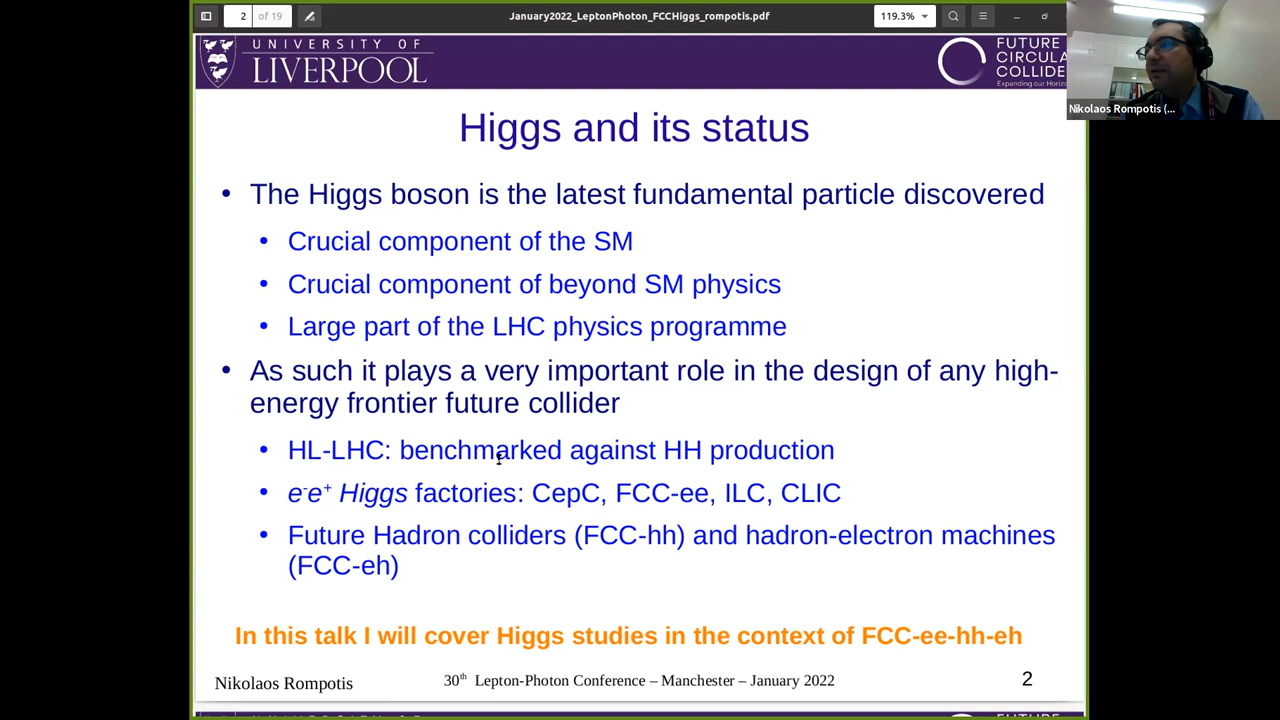 2 of 19 January2022_LeptonPhoton_FCCHiggs_rompotis.pdf 119.3%
UNIVERSITY OF
LIVERPOOL
FUTURE
CIRCULA
COLLIDE
Expanding our Horizo
Nikolaos Rompotis (...
Higgs and its status
• The Higgs boson is the latest fundamental particle discovered
• Crucial component of the SM
• Crucial component of beyond SM physics
• Large part of the LHC physics programme
• As such it plays a very important role in the design of any high-
energy frontier future collider
• HL-LHC: benchmarked against HH production
• e-e+ Higgs factories: CepC, FCC-ee, ILC, CLIC
• Future Hadron colliders (FCC-hh) and hadron-electron machines
(FCC-eh)
In this talk I will cover Higgs studies in the context of FCC-ee-hh-eh
Nikolaos Rompotis 30th Lepton-Photon Conference – Manchester – January 2022 2